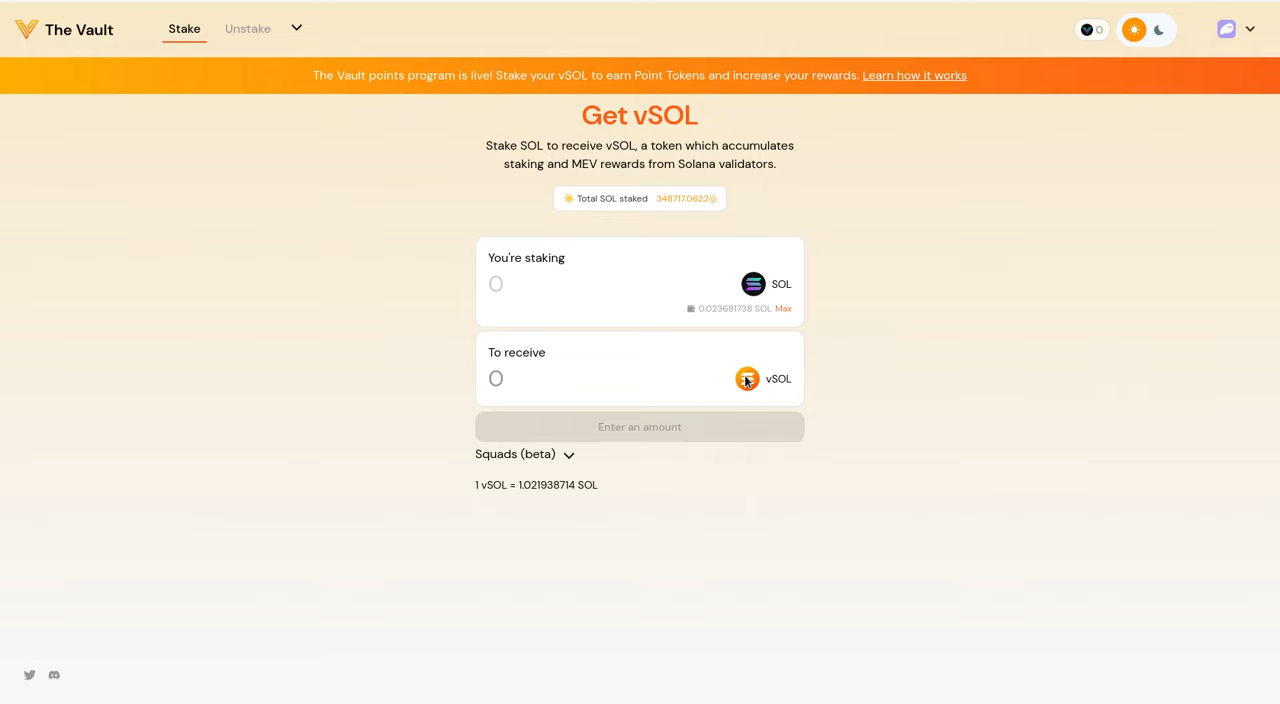 The Vault
Stake
Unstake
0
The Vault points program is live! Stake your vSOL to earn Point Tokens and increase your rewards. Learn how it works
Get vSOL
Stake SOL to receive vSOL, a token which accumulates
staking and MEV rewards from Solana validators.
Total SOL staked 348717.0622◎
You're staking
0
SOL
0.023681738 SOL Max
To receive
0
vSOL
Enter an amount
Squads (beta)
1 vSOL = 1.021938714 SOL